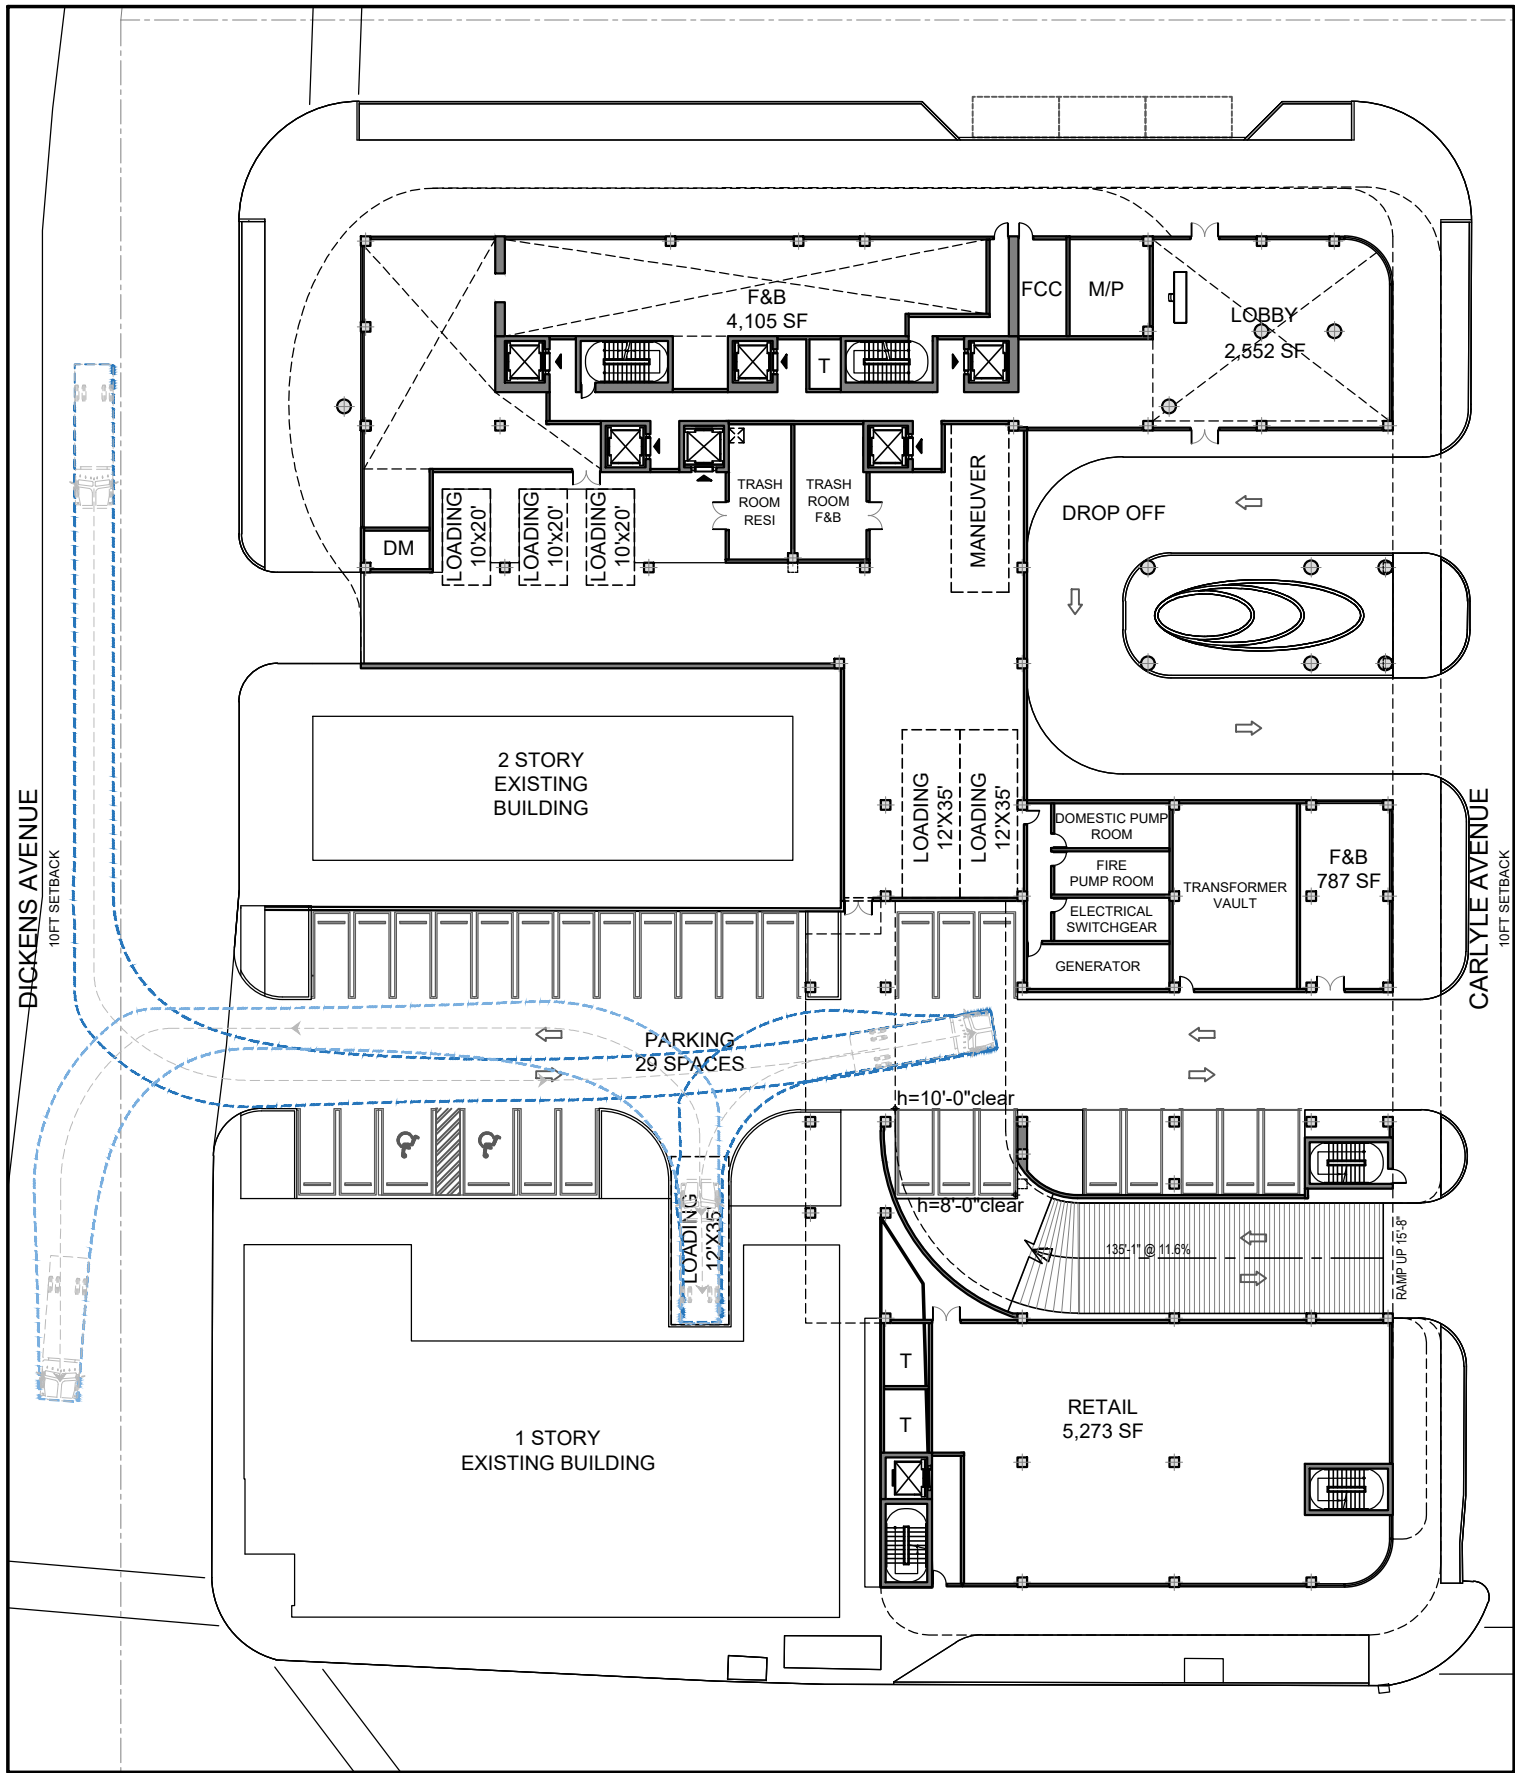 F&B
4,105 SF
FCC
M/P
LOBBY
2,552 SF
T
TRASH
ROOM
RESI
TRASH
ROOM
F&B
MANEUVER
LOADING
10'x20'
LOADING
10'x20'
LOADING
10'x20'
DM
DROP OFF
2 STORY
EXISTING
BUILDING
LOADING
12'X35'
LOADING
12'X35'
DOMESTIC PUMP
ROOM
FIRE
PUMP ROOM
ELECTRICAL
SWITCHGEAR
GENERATOR
TRANSFORMER
VAULT
F&B
787 SF
DICKENS AVENUE
10FT SETBACK
CARLYLE AVENUE
10FT SETBACK
PARKING
29 SPACES
h=10'-0"clear
h=8'-0"clear
LOADING
12'X35'
135'-1" @ 11.6%
RAMP UP 15'-8"
T
T
RETAIL
5,273 SF
1 STORY
EXISTING BUILDING